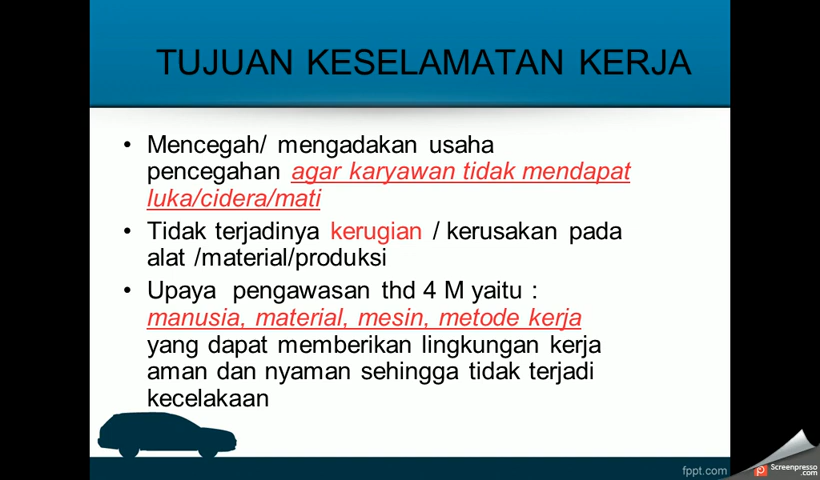 TUJUAN KESELAMATAN KERJA
• Mencegah/ mengadakan usaha
pencegahan agar karyawan tidak mendapat
luka/cidera/mati
• Tidak terjadinya kerugian / kerusakan pada
alat /material/produksi
• Upaya pengawasan thd 4 M yaitu :
manusia, material, mesin, metode kerja
yang dapat memberikan lingkungan kerja
aman dan nyaman sehingga tidak terjadi
kecelakaan
fppt.com
Screenpresso
.com